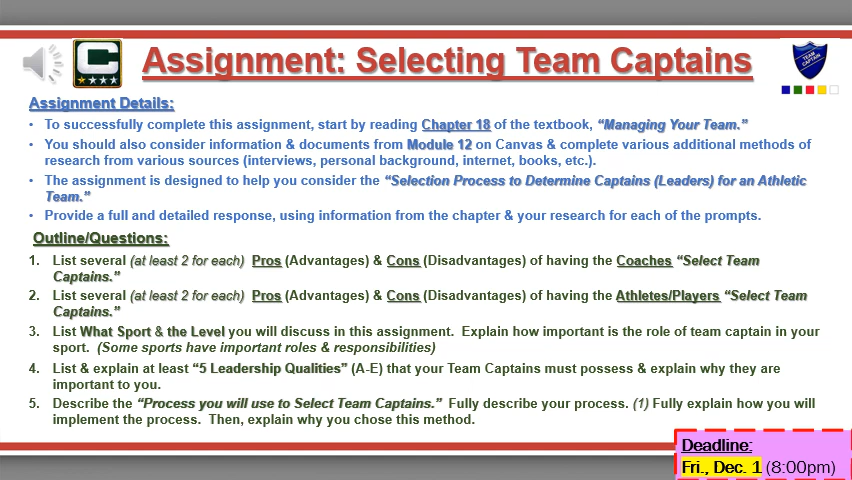 C
Assignment: Selecting Team Captains
TEAM
CAPTAIN
Assignment Details:
• To successfully complete this assignment, start by reading Chapter 18 of the textbook, “Managing Your Team.”
• You should also consider information & documents from Module 12 on Canvas & complete various additional methods of
research from various sources (interviews, personal background, internet, books, etc.).
• The assignment is designed to help you consider the “Selection Process to Determine Captains (Leaders) for an Athletic
Team.”
• Provide a full and detailed response, using information from the chapter & your research for each of the prompts.
Outline/Questions:
1. List several (at least 2 for each) Pros (Advantages) & Cons (Disadvantages) of having the Coaches “Select Team
Captains.”
2. List several (at least 2 for each) Pros (Advantages) & Cons (Disadvantages) of having the Athletes/Players “Select Team
Captains.”
3. List What Sport & the Level you will discuss in this assignment. Explain how important is the role of team captain in your
sport. (Some sports have important roles & responsibilities)
4. List & explain at least “5 Leadership Qualities” (A-E) that your Team Captains must possess & explain why they are
important to you.
5. Describe the “Process you will use to Select Team Captains.” Fully describe your process. (1) Fully explain how you will
implement the process. Then, explain why you chose this method.
Deadline:
Fri., Dec. 1 (8:00pm)